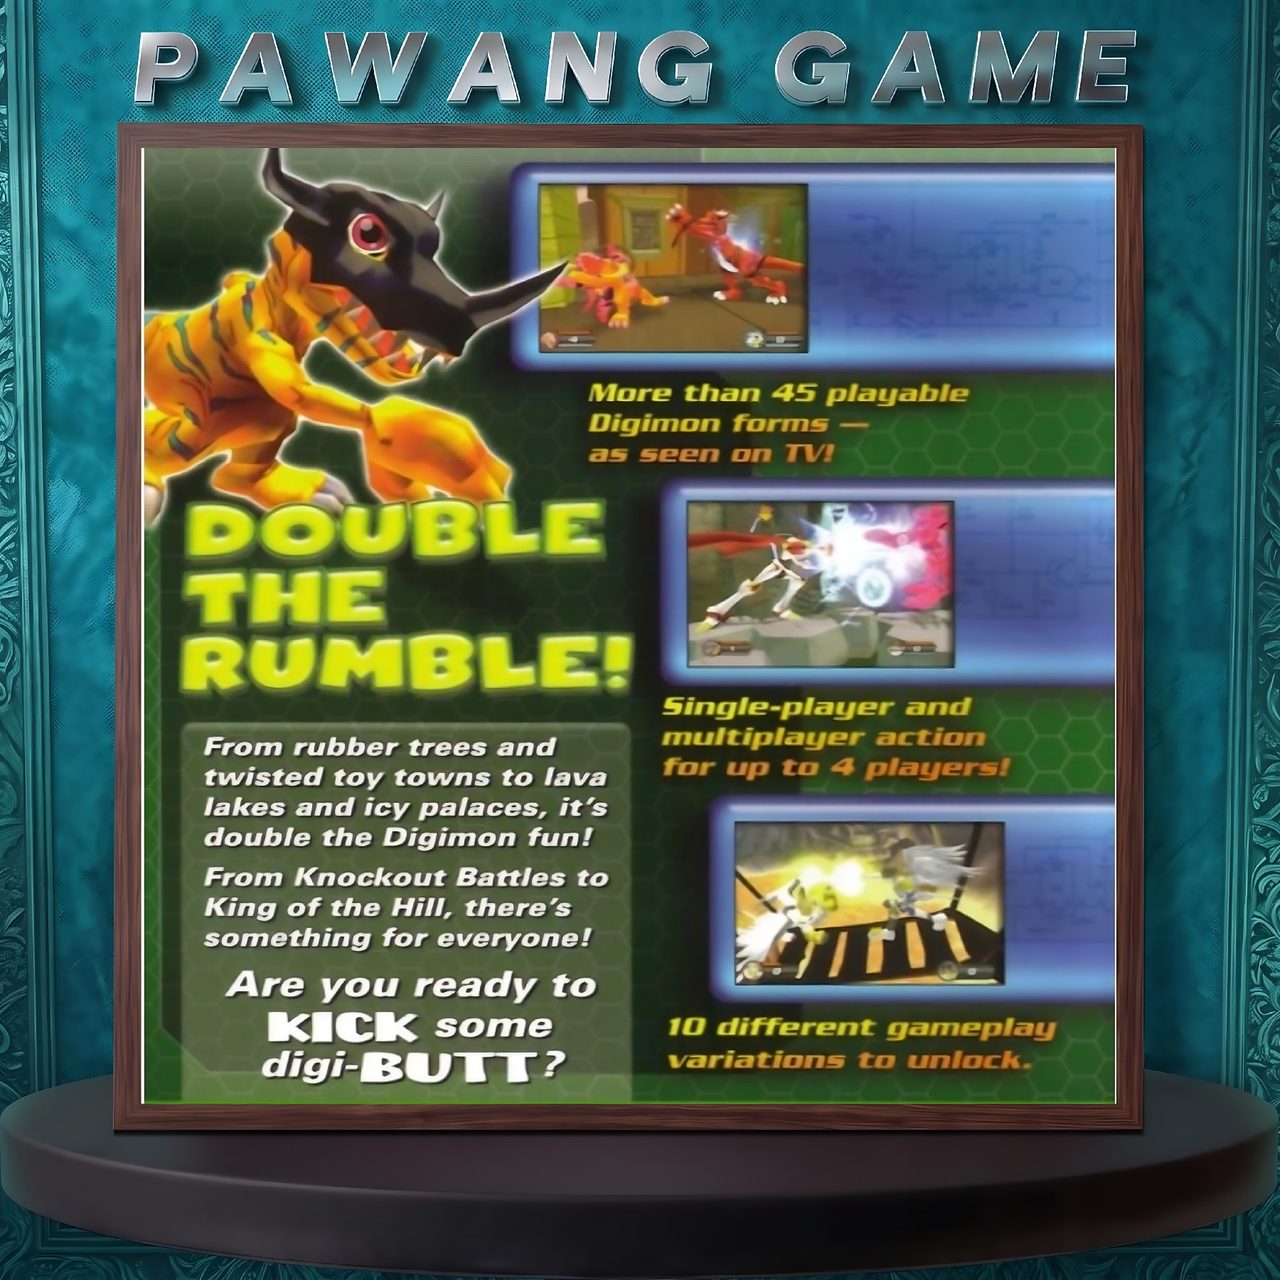 PAWANG GAME
More than 45 playable
Digimon forms —
as seen on TV!
DOUBLE
THE
RUMBLE!
From rubber trees and
twisted toy towns to lava
lakes and icy palaces, it's
double the Digimon fun!
From Knockout Battles to
King of the Hill, there's
something for everyone!
Are you ready to
KICK some
digi-BUTT?
Single-player and
multiplayer action
for up to 4 players!
10 different gameplay
variations to unlock.